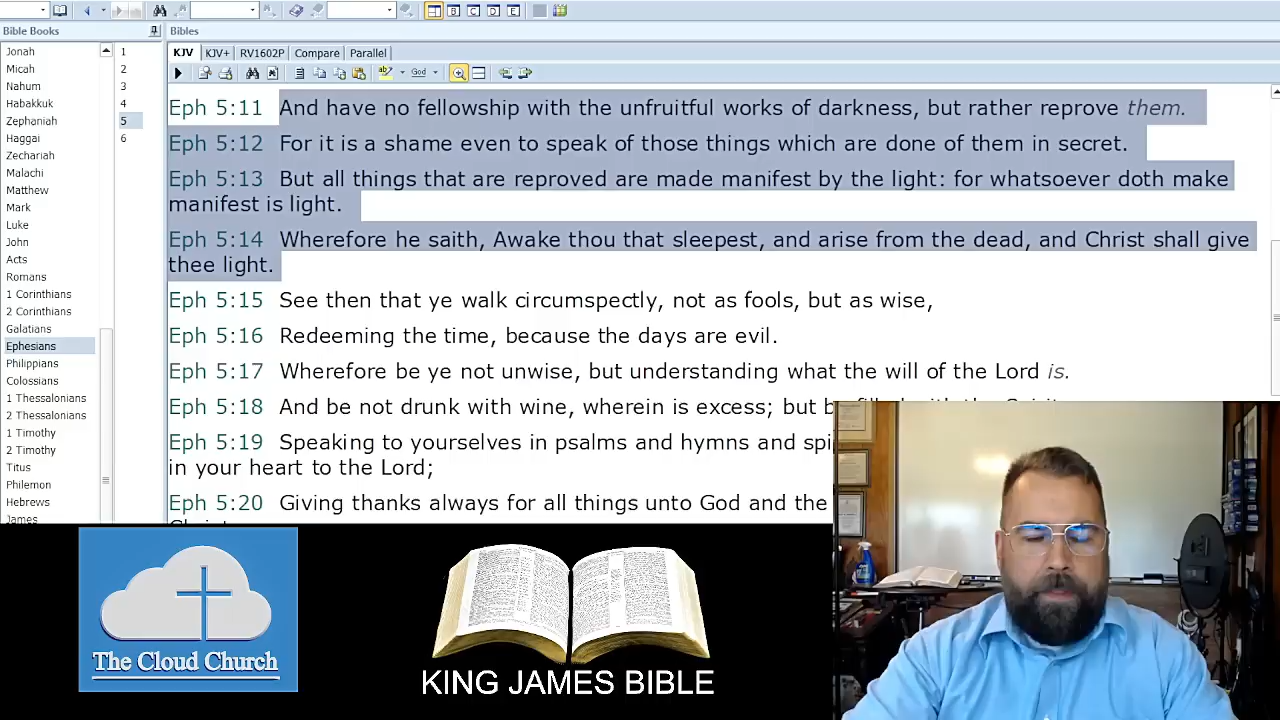 Bible Books
Bibles
Jonah
Micah
Nahum
Habakkuk
Zephaniah
Haggai
Zechariah
Malachi
Matthew
Mark
Luke
John
Acts
Romans
1 Corinthians
2 Corinthians
Galatians
Ephesians
Philippians
Colossians
1 Thessalonians
2 Thessalonians
1 Timothy
2 Timothy
Titus
Philemon
Hebrews
James
1
2
3
4
5
6
B C D E
KJV KJV+ RV1602P Compare Parallel
God
Eph 5:11 And have no fellowship with the unfruitful works of darkness, but rather reprove them.
Eph 5:12 For it is a shame even to speak of those things which are done of them in secret.
Eph 5:13 But all things that are reproved are made manifest by the light: for whatsoever doth make
manifest is light.
Eph 5:14 Wherefore he saith, Awake thou that sleepest, and arise from the dead, and Christ shall give
thee light.
Eph 5:15 See then that ye walk circumspectly, not as fools, but as wise,
Eph 5:16 Redeeming the time, because the days are evil.
Eph 5:17 Wherefore be ye not unwise, but understanding what the will of the Lord is.
Eph 5:18 And be not drunk with wine, wherein is excess; but be filled with the Spirit
Eph 5:19 Speaking to yourselves in psalms and hymns and spi
in your heart to the Lord;
Eph 5:20 Giving thanks always for all things unto God and the
The Cloud Church
KING JAMES BIBLE